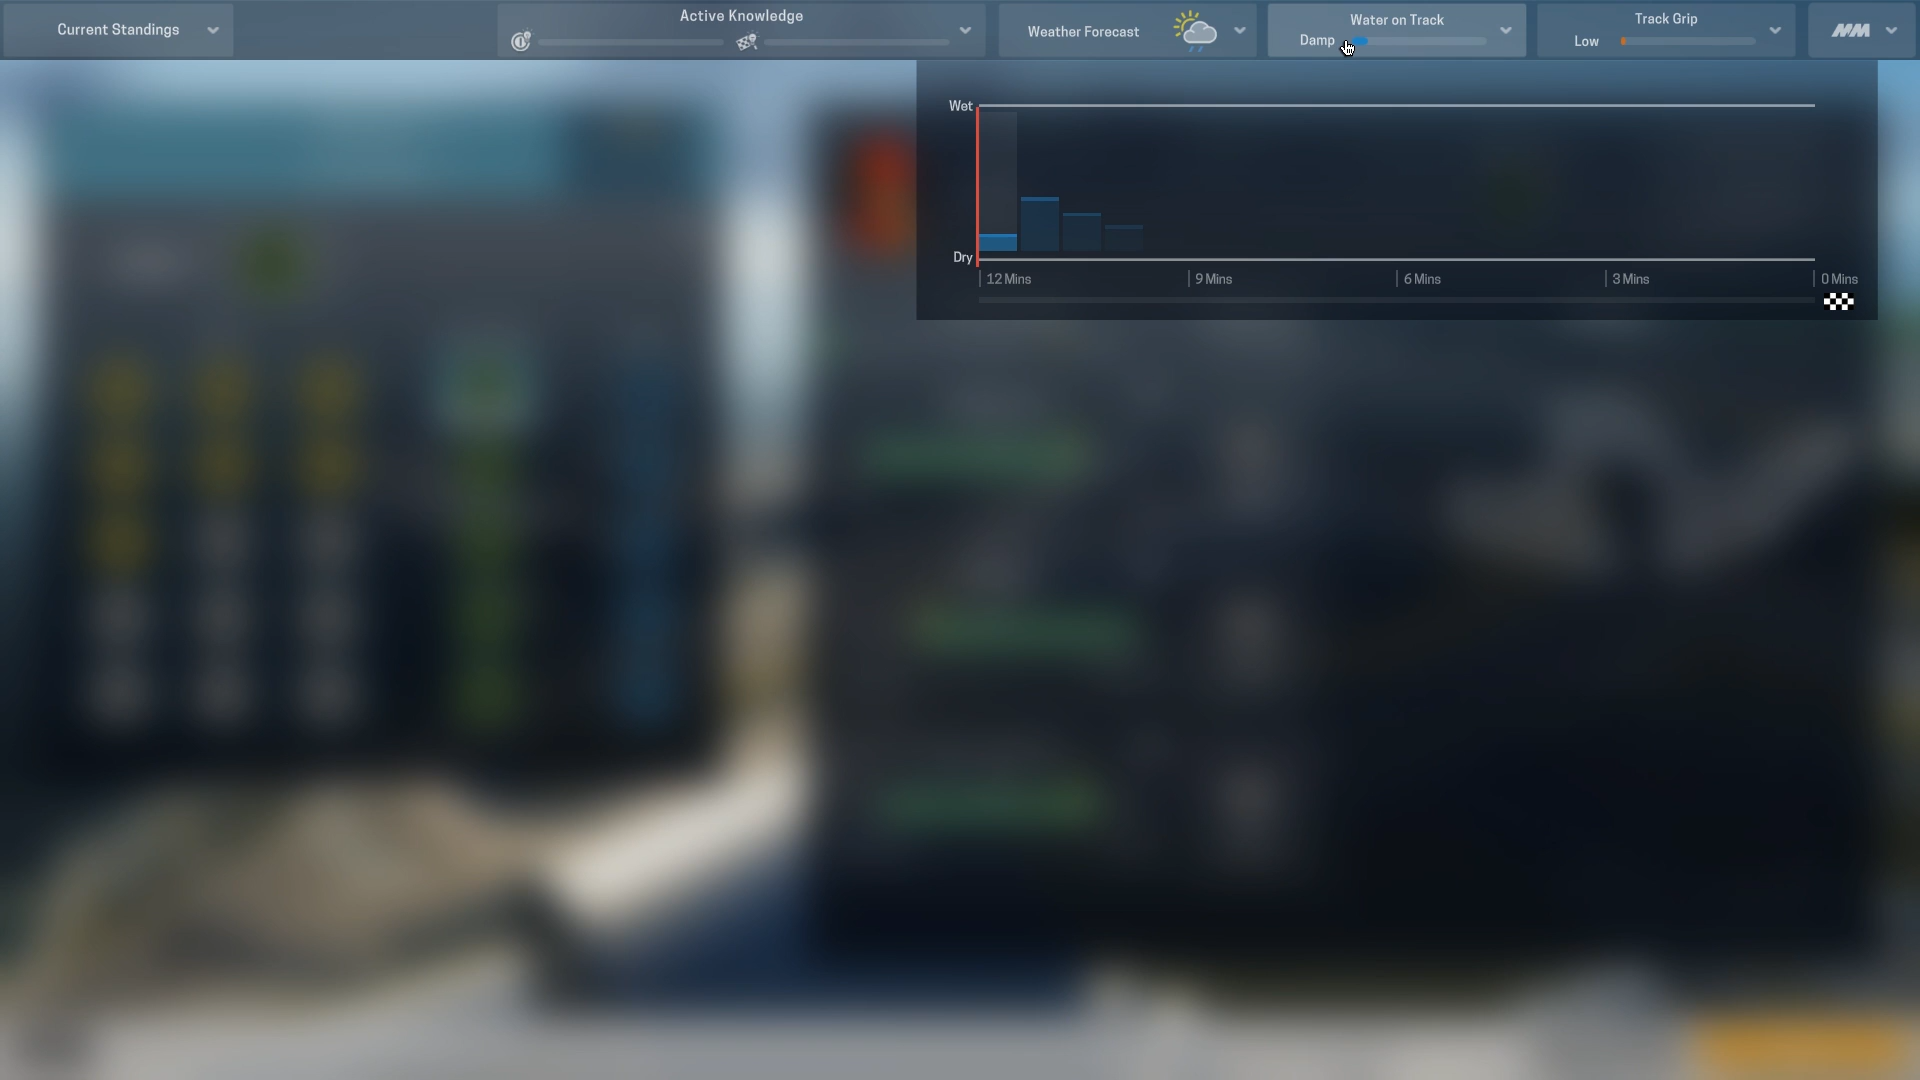 Current Standings
Active Knowledge
Weather Forecast
Water on Track
Damp
Track Grip
Low
Wet
Dry
12 Mins
9 Mins
6 Mins
3 Mins
0 Mins